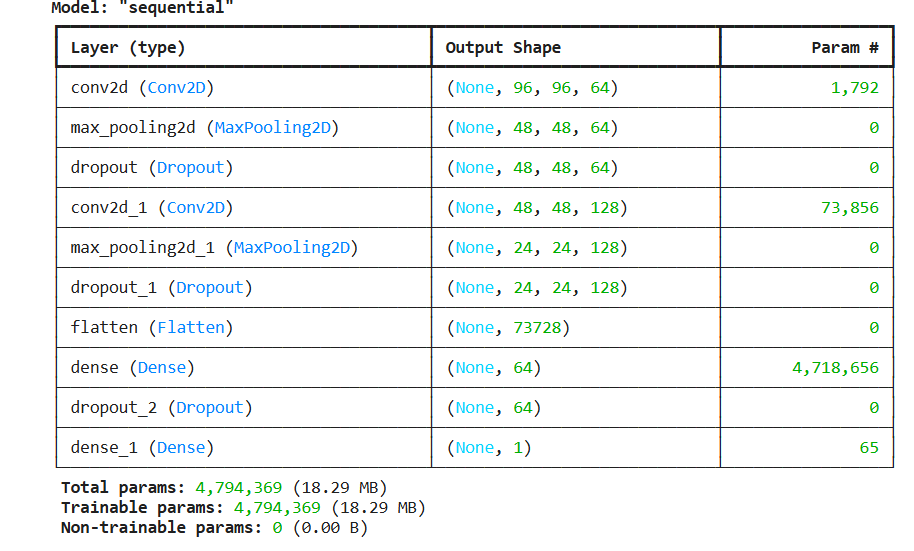 Model: "sequential"
Layer (type) Output Shape Param #
conv2d (Conv2D) (None, 96, 96, 64) 1,792
max_pooling2d (MaxPooling2D) (None, 48, 48, 64) 0
dropout (Dropout) (None, 48, 48, 64) 0
conv2d_1 (Conv2D) (None, 48, 48, 128) 73,856
max_pooling2d_1 (MaxPooling2D) (None, 24, 24, 128) 0
dropout_1 (Dropout) (None, 24, 24, 128) 0
flatten (Flatten) (None, 73728) 0
dense (Dense) (None, 64) 4,718,656
dropout_2 (Dropout) (None, 64) 0
dense_1 (Dense) (None, 1) 65
Total params: 4,794,369 (18.29 MB)
Trainable params: 4,794,369 (18.29 MB)
Non-trainable params: 0 (0.00 B)